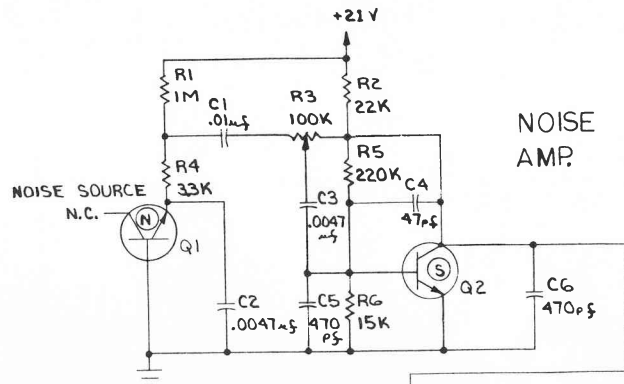 +21V
R1
1M
C1
.01µf
R3
100K
R2
22K
NOISE
AMP.
R4
33K
R5
220K
C4
47pf
NOISE SOURCE
N.C.
N
Q1
C3
.0047
µf
S
Q2
C2
.0047µf
C5
470
pf
R6
15K
C6
470pf